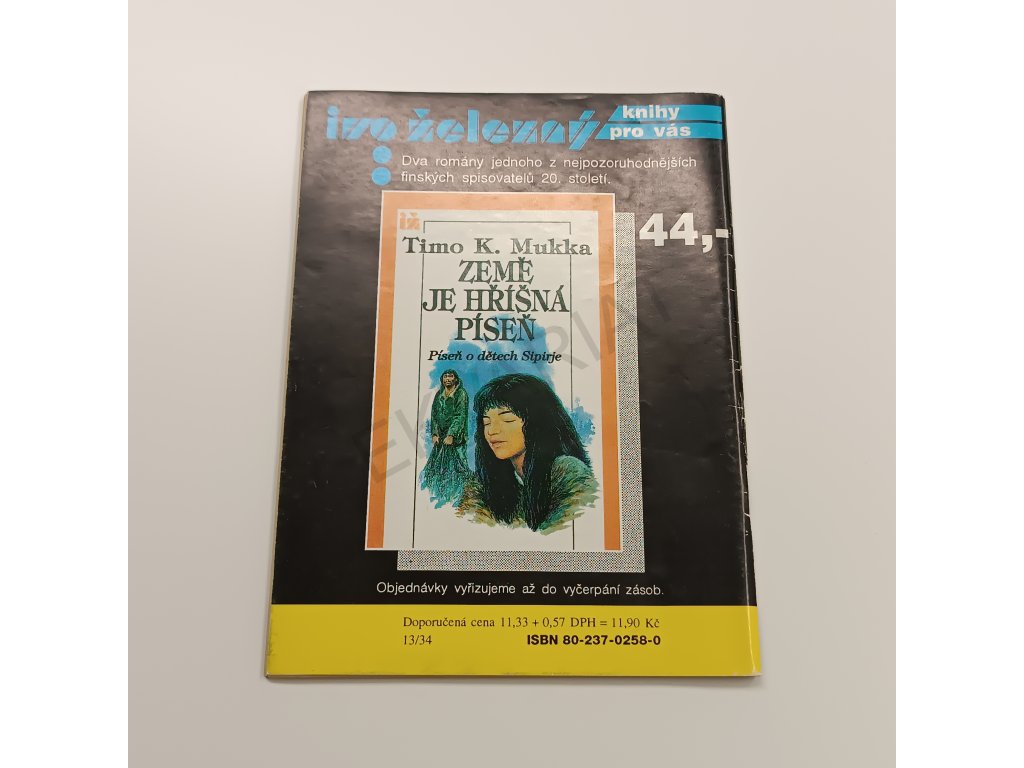 ivo železný
knihy
pro vás
Dva romány jednoho z nejpozoruhodnějších
finských spisovatelů 20. století.
44,-
iž
Timo K. Mukka
ZEMĚ
JE HŘÍŠNÁ
PÍSEŇ
Píseň o dětech Sipirje
Objednávky vyřizujeme až do vyčerpání zásob.
Doporučená cena 11,33 + 0,57 DPH = 11,90 Kč
13/34 ISBN 80-237-0258-0